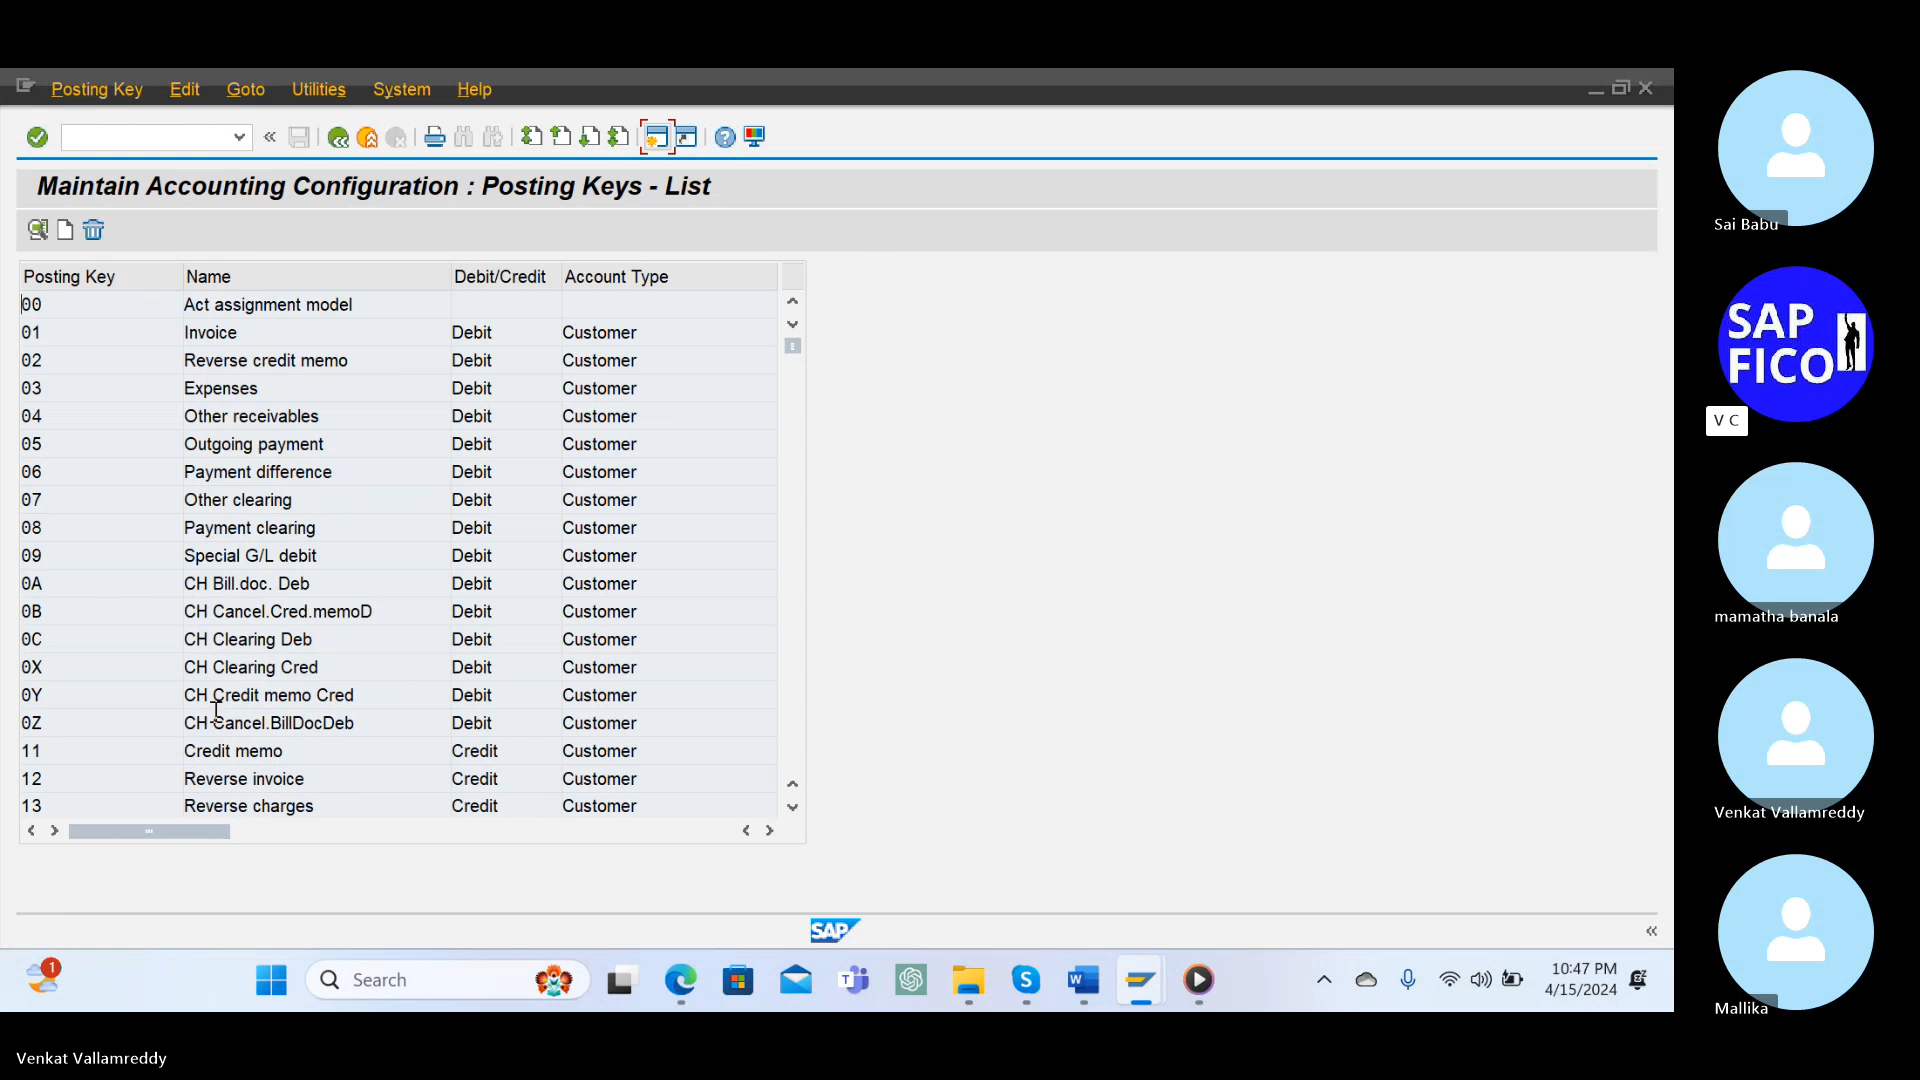 Posting Key Edit Goto Utilities System Help
Maintain Accounting Configuration : Posting Keys - List
Posting Key Name Debit/Credit Account Type
00 Act assignment model
01 Invoice Debit Customer
02 Reverse credit memo Debit Customer
03 Expenses Debit Customer
04 Other receivables Debit Customer
05 Outgoing payment Debit Customer
06 Payment difference Debit Customer
07 Other clearing Debit Customer
08 Payment clearing Debit Customer
09 Special G/L debit Debit Customer
0A CH Bill.doc. Deb Debit Customer
0B CH Cancel.Cred.memoD Debit Customer
0C CH Clearing Deb Debit Customer
0X CH Clearing Cred Debit Customer
0Y CH Credit memo Cred Debit Customer
0Z CH Cancel.BillDocDeb Debit Customer
11 Credit memo Credit Customer
12 Reverse invoice Credit Customer
13 Reverse charges Credit Customer
SAP
1
Search
10:47 PM
4/15/2024
Sai Babu
SAP
FICO
V C
mamatha banala
Venkat Vallamreddy
Mallika
Venkat Vallamreddy